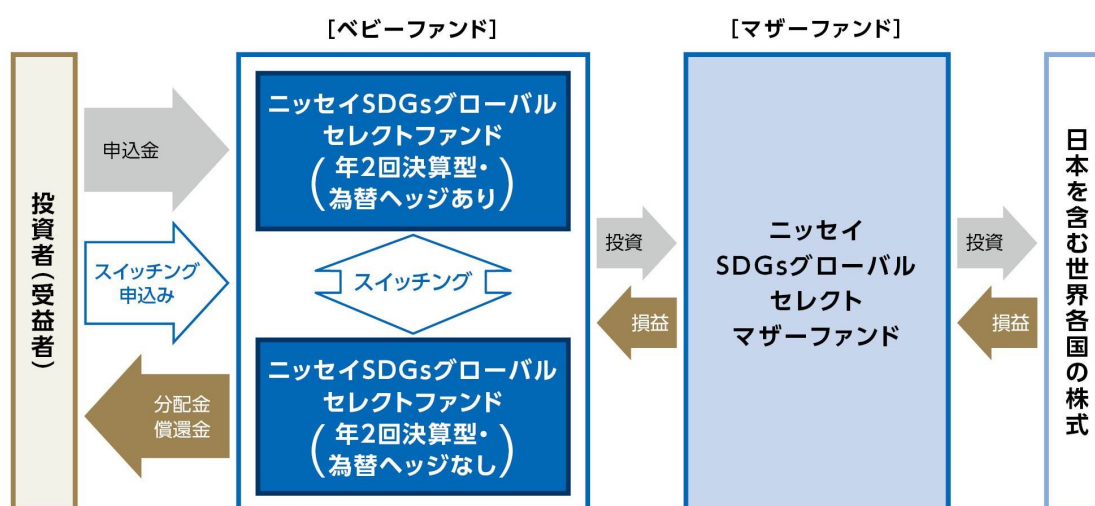 [ベビーファンド]
[マザーファンド]
投資者(受益者)
申込金
スイッチング
申込み
分配金
償還金
ニッセイSDGsグローバル
セレクトファンド
(年2回決算型・
為替ヘッジあり)
スイッチング
ニッセイSDGsグローバル
セレクトファンド
(年2回決算型・
為替ヘッジなし)
投資
損益
ニッセイ
SDGsグローバル
セレクト
マザーファンド
投資
損益
日本を含む世界各国の株式